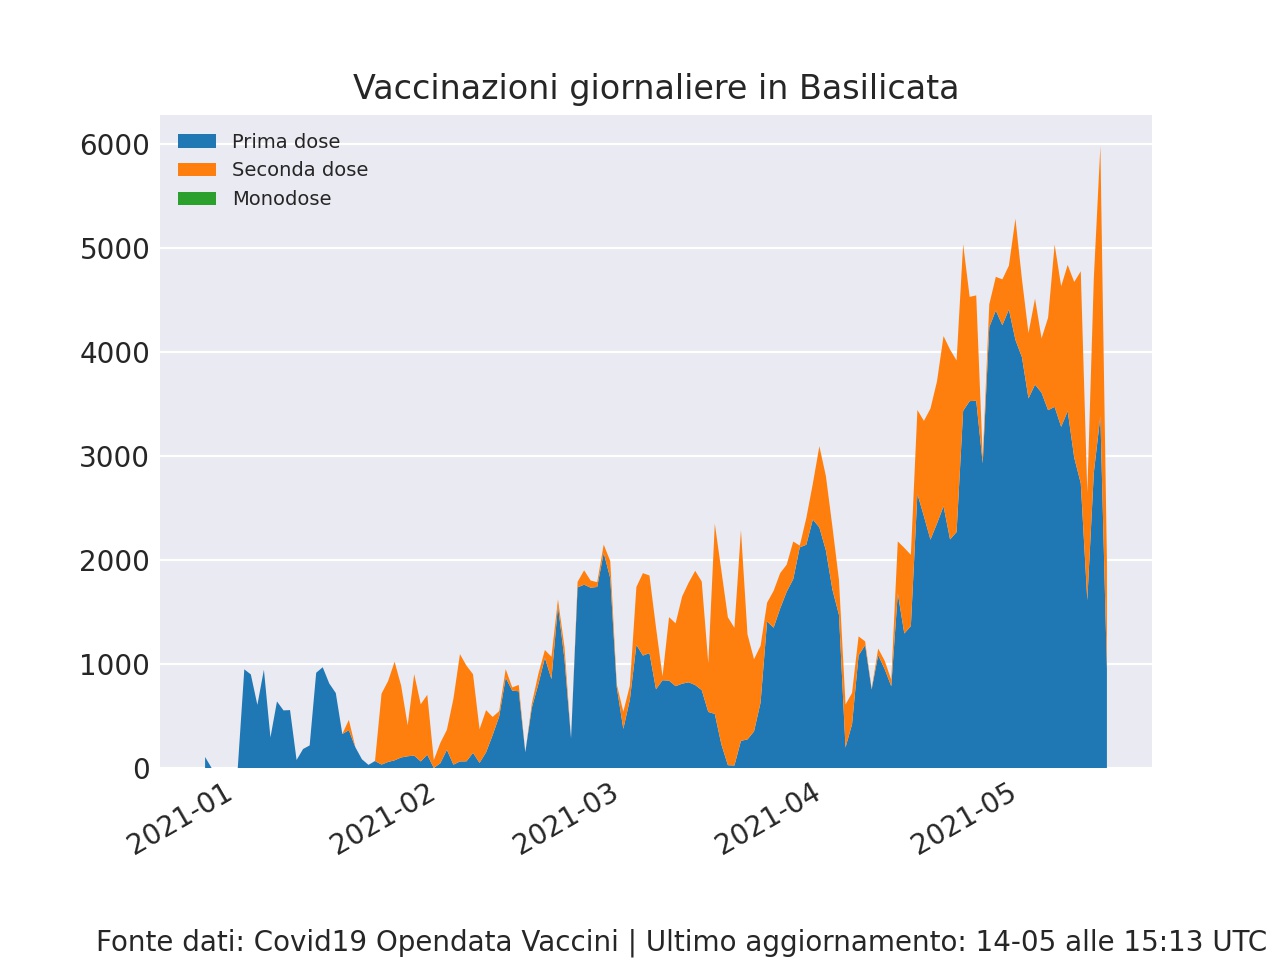 Vaccinazioni giornaliere in Basilicata
Prima dose
Seconda dose
Monodose
6000
5000
4000
3000
2000
1000
0
2021-01
2021-02
2021-03
2021-04
2021-05
Fonte dati: Covid19 Opendata Vaccini | Ultimo aggiornamento: 14-05 alle 15:13 UTC